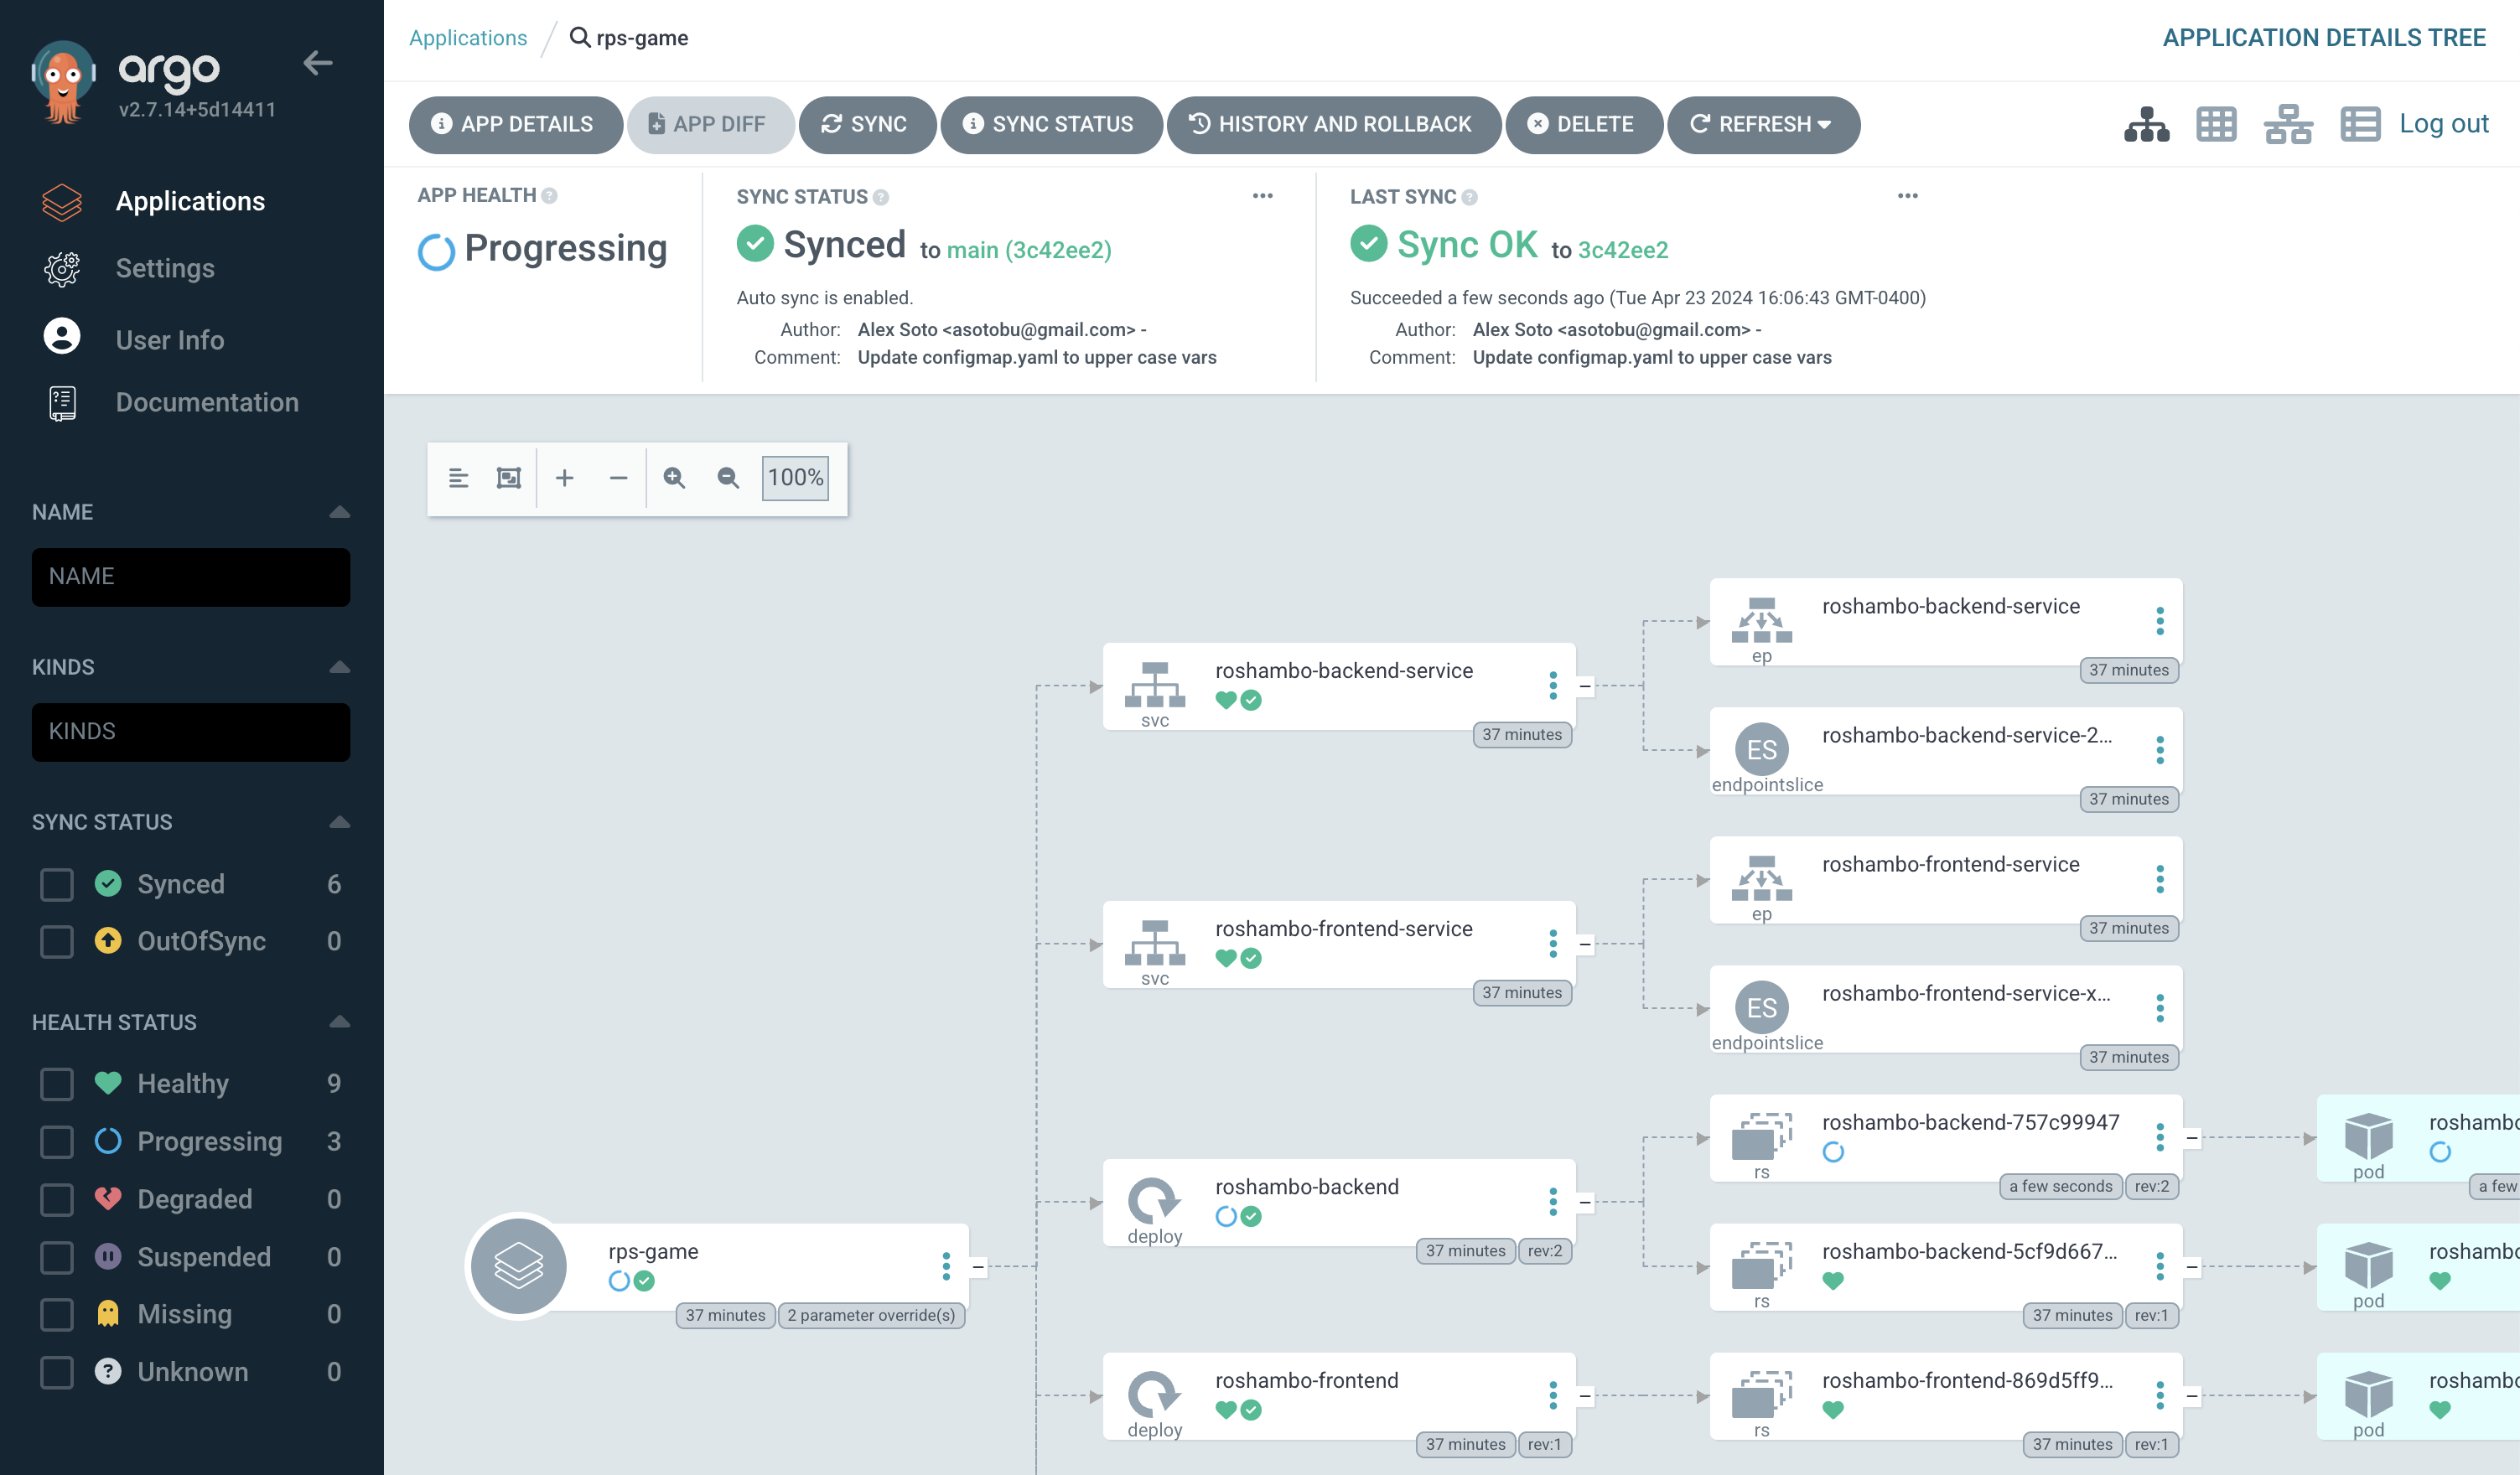 argo
v2.7.14+5d14411
Applications
Settings
User Info
Documentation
NAME
NAME
KINDS
KINDS
SYNC STATUS
Synced 6
OutOfSync 0
HEALTH STATUS
Healthy 9
Progressing 3
Degraded 0
Suspended 0
Missing 0
Unknown 0
Applications / rps-game
APPLICATION DETAILS TREE
APP DETAILS APP DIFF SYNC SYNC STATUS HISTORY AND ROLLBACK DELETE REFRESH
Log out
APP HEALTH
Progressing
SYNC STATUS
Synced to main (3c42ee2)
Auto sync is enabled.
Author: Alex Soto <asotobu@gmail.com> -
Comment: Update configmap.yaml to upper case vars
LAST SYNC
Sync OK to 3c42ee2
Succeeded a few seconds ago (Tue Apr 23 2024 16:06:43 GMT-0400)
Author: Alex Soto <asotobu@gmail.com> -
Comment: Update configmap.yaml to upper case vars
100%
rps-game
37 minutes 2 parameter override(s)
roshambo-backend-service
svc
37 minutes
roshambo-frontend-service
svc
37 minutes
roshambo-backend
deploy
37 minutes rev:2
roshambo-frontend
deploy
37 minutes rev:1
roshambo-backend-service
ep
37 minutes
ES
roshambo-backend-service-2...
endpointslice
37 minutes
roshambo-frontend-service
ep
37 minutes
ES
roshambo-frontend-service-x...
endpointslice
37 minutes
roshambo-backend-757c99947
rs
a few seconds rev:2
roshambo-backend-5cf9d667...
rs
37 minutes rev:1
roshambo-frontend-869d5ff9...
rs
37 minutes rev:1
pod
a few
pod
pod